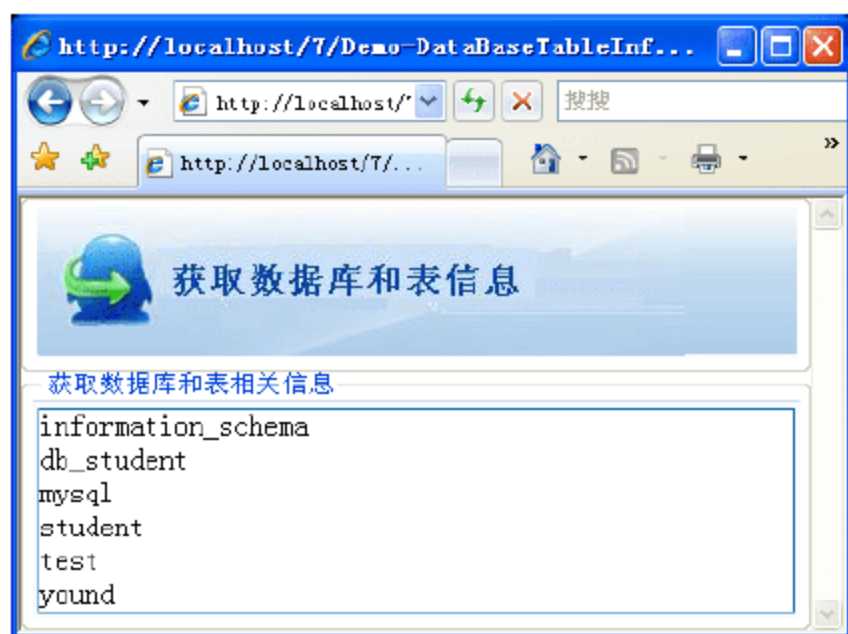 http://localhost/7/Demo-DataBaseTableInf...
http://localhost/'
搜搜
http://localhost/7/...
获取数据库和表信息
获取数据库和表相关信息
information_schema
db_student
mysql
student
test
yound